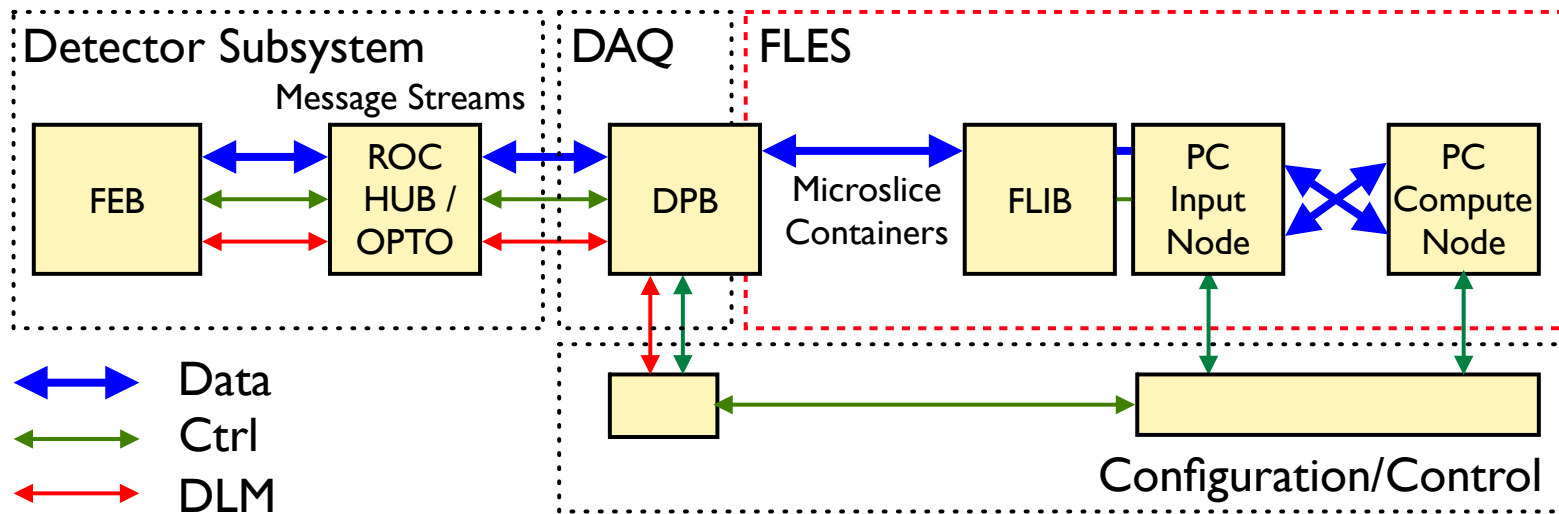 Detector Subsystem
DAQ
FLES
Message Streams
FEB
ROC
HUB /
OPTO
DPB
Microslice
Containers
FLIB
PC
Input
Node
PC
Compute
Node
Data
Ctrl
DLM
Configuration/Control